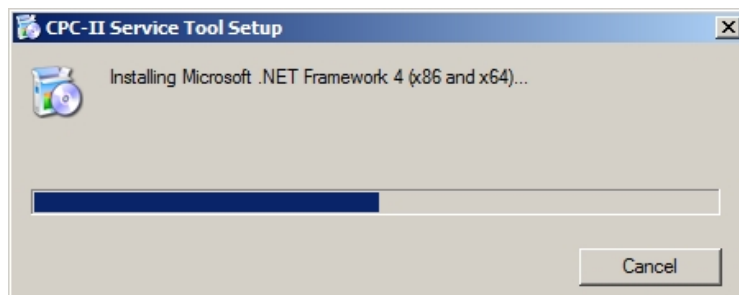 CPC-II Service Tool Setup
Installing Microsoft .NET Framework 4 (x86 and x64)...
Cancel